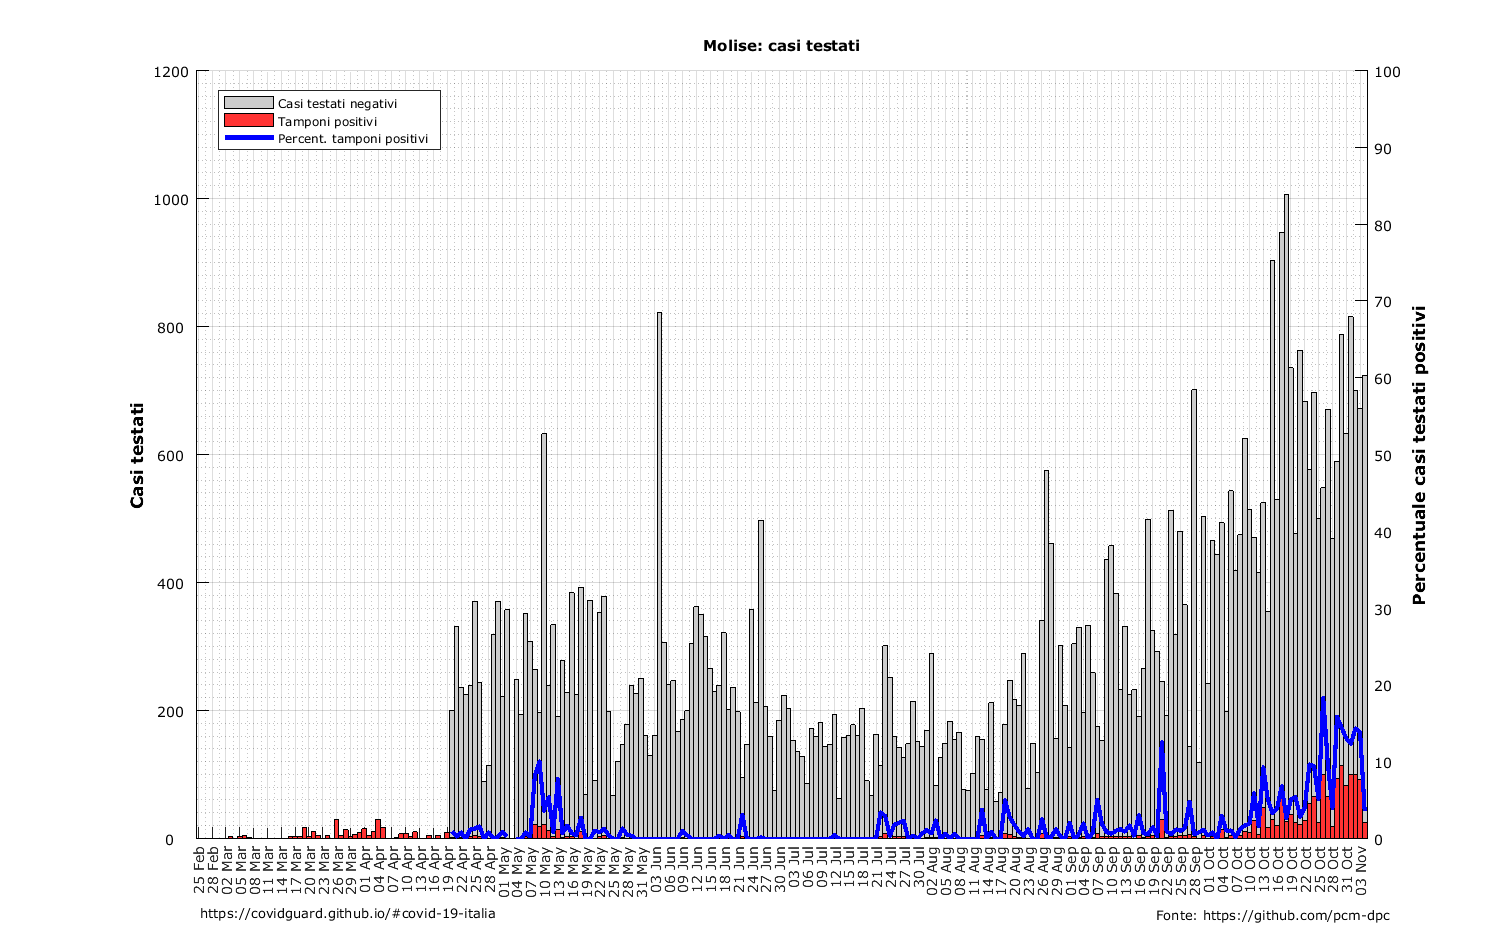 Molise: casi testati
1200
1000
800
600
400
200
0
100
90
80
70
60
50
40
30
20
10
0
Casi testati negativi
Tamponi positivi
Percent. tamponi positivi
Casi testati
Percentuale casi testati positivi
25 Feb
28 Feb
02 Mar
05 Mar
08 Mar
11 Mar
14 Mar
17 Mar
20 Mar
23 Mar
26 Mar
29 Mar
01 Apr
04 Apr
07 Apr
10 Apr
13 Apr
16 Apr
19 Apr
22 Apr
25 Apr
28 Apr
01 May
04 May
07 May
10 May
13 May
16 May
19 May
22 May
25 May
28 May
31 May
03 Jun
06 Jun
09 Jun
12 Jun
15 Jun
18 Jun
21 Jun
24 Jun
27 Jun
30 Jun
03 Jul
06 Jul
09 Jul
12 Jul
15 Jul
18 Jul
21 Jul
24 Jul
27 Jul
30 Jul
02 Aug
05 Aug
08 Aug
11 Aug
14 Aug
17 Aug
20 Aug
23 Aug
26 Aug
29 Aug
01 Sep
04 Sep
07 Sep
10 Sep
13 Sep
16 Sep
19 Sep
22 Sep
25 Sep
28 Sep
01 Oct
04 Oct
07 Oct
10 Oct
13 Oct
16 Oct
19 Oct
22 Oct
25 Oct
28 Oct
31 Oct
03 Nov
https://covidguard.github.io/#covid-19-italia
Fonte: https://github.com/pcm-dpc